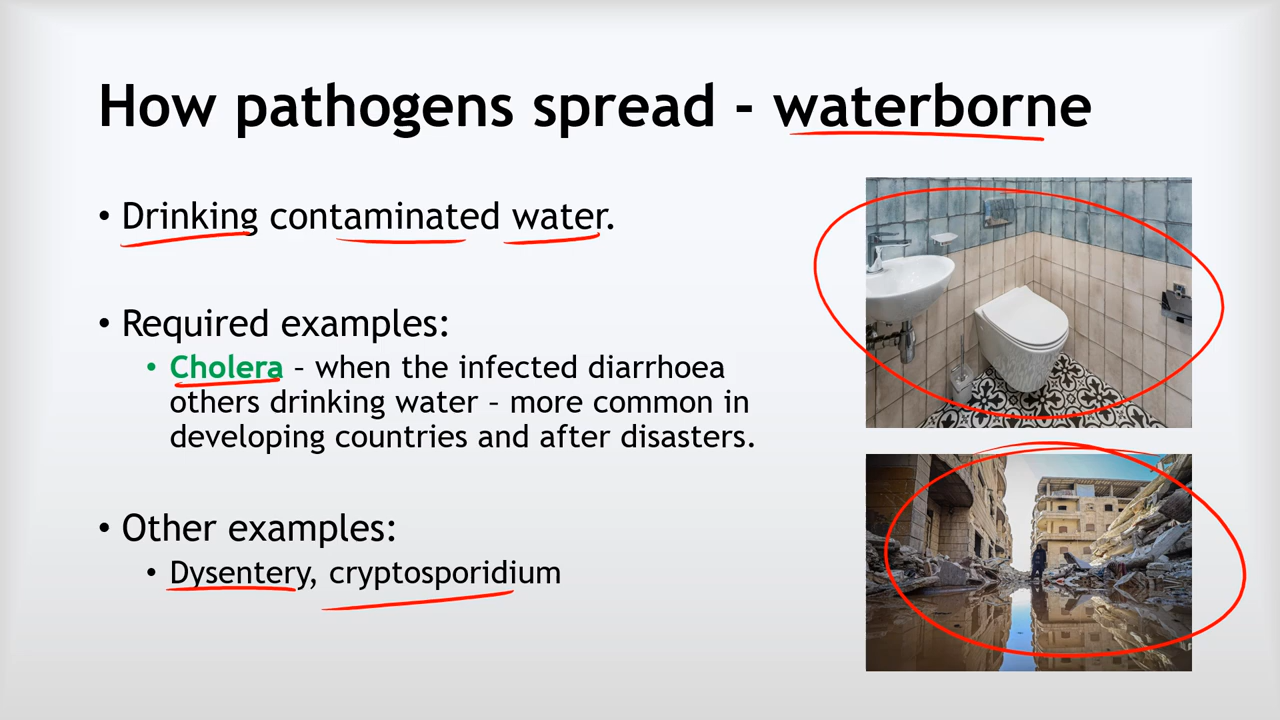 How pathogens spread - waterborne
• Drinking contaminated water.
• Required examples:
• Cholera – when the infected diarrhoea
others drinking water – more common in
developing countries and after disasters.
• Other examples:
• Dysentery, cryptosporidium